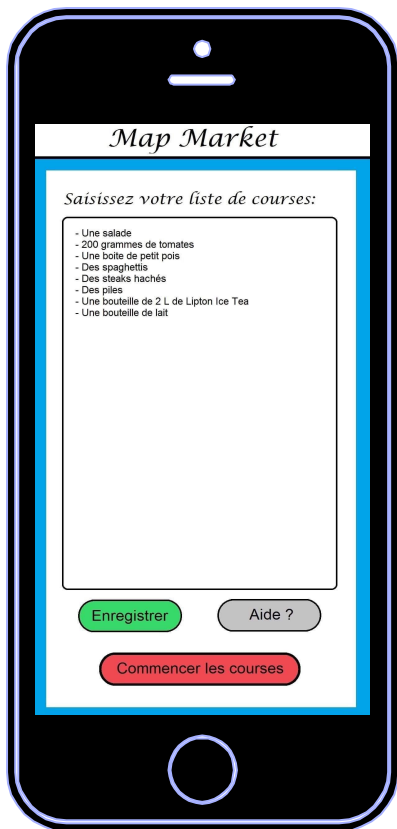 Map Market
Saisissez votre liste de courses:
- Une salade
- 200 grammes de tomates
- Une boite de petit pois
- Des spaghettis
- Des steaks hachés
- Des piles
- Une bouteille de 2 L de Lipton Ice Tea
- Une bouteille de lait
Enregistrer
Aide ?
Commencer les courses